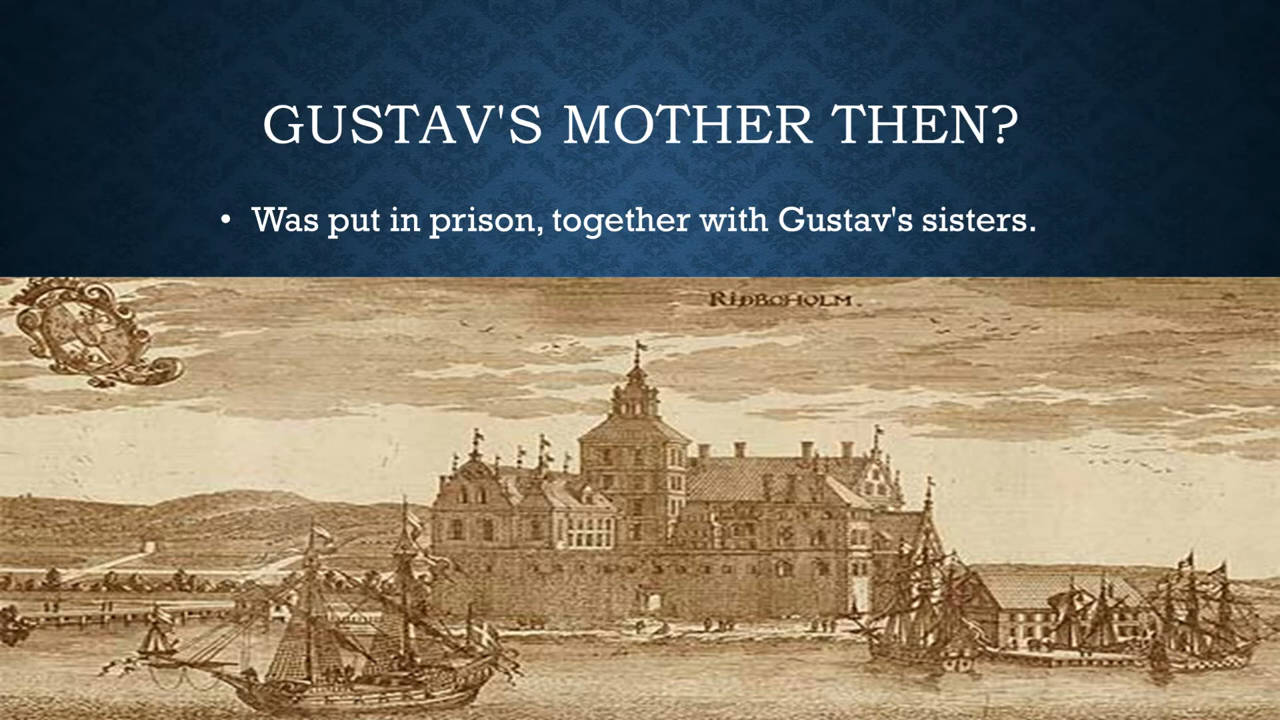 GUSTAV'S MOTHER THEN?
• Was put in prison, together with Gustav's sisters.
RIDBOHOLM.